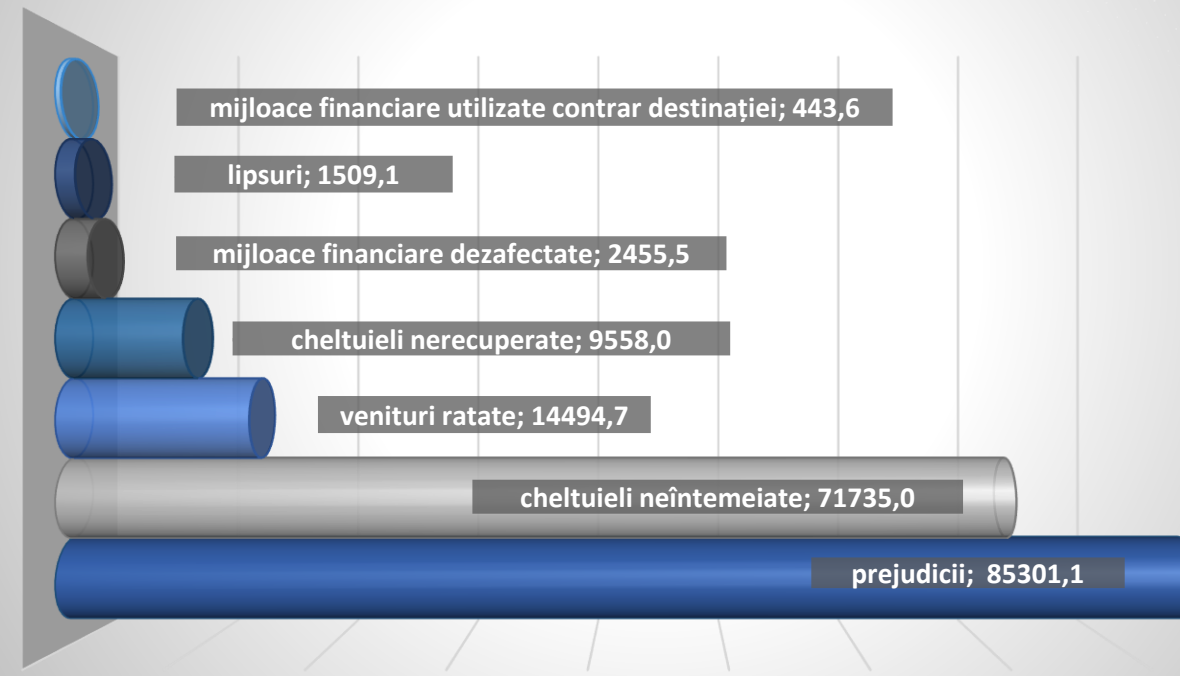 mijloace financiare utilizate contrar destinației; 443,6
lipsuri; 1509,1
mijloace financiare dezafectate; 2455,5
cheltuieli nerecuperate; 9558,0
venituri ratate; 14494,7
cheltuieli neîntemeiate; 71735,0
prejudicii; 85301,1